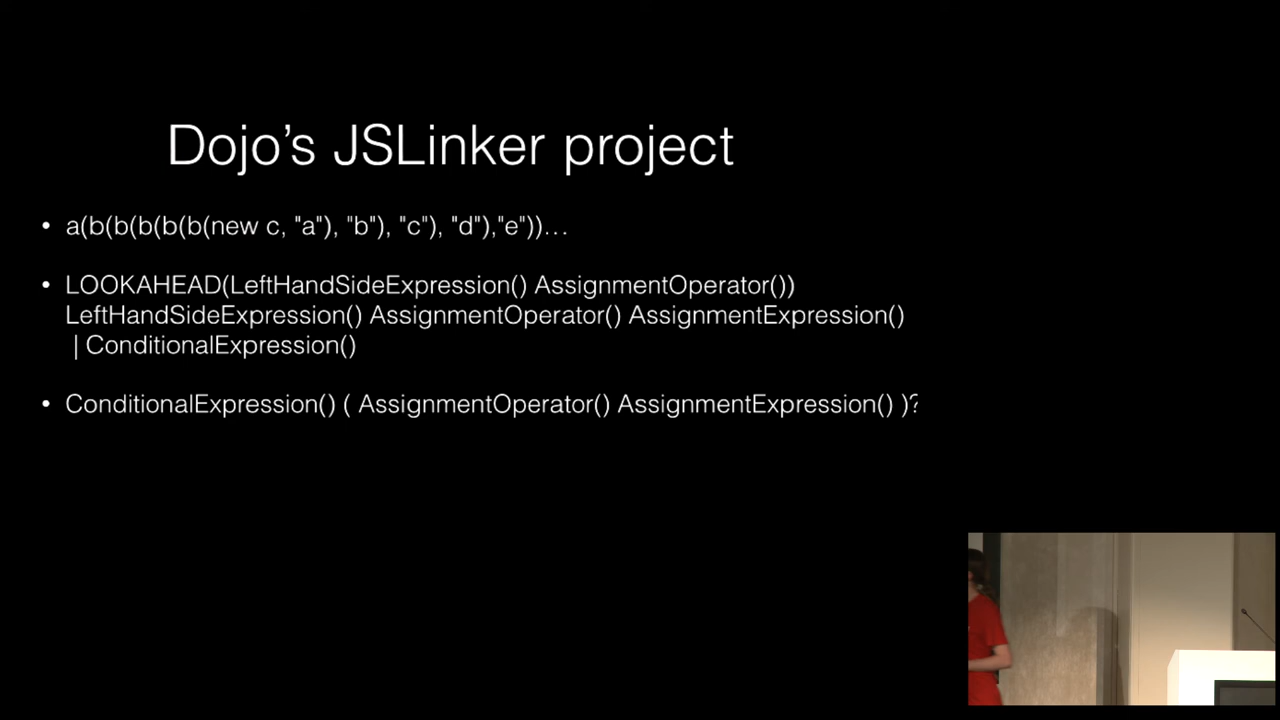 Dojo’s JSLinker project
• a(b(b(b(b(b(new c, "a"), "b"), "c"), "d"),"e"))…
• LOOKAHEAD(LeftHandSideExpression() AssignmentOperator())
LeftHandSideExpression() AssignmentOperator() AssignmentExpression()
| ConditionalExpression()
• ConditionalExpression() ( AssignmentOperator() AssignmentExpression() )?